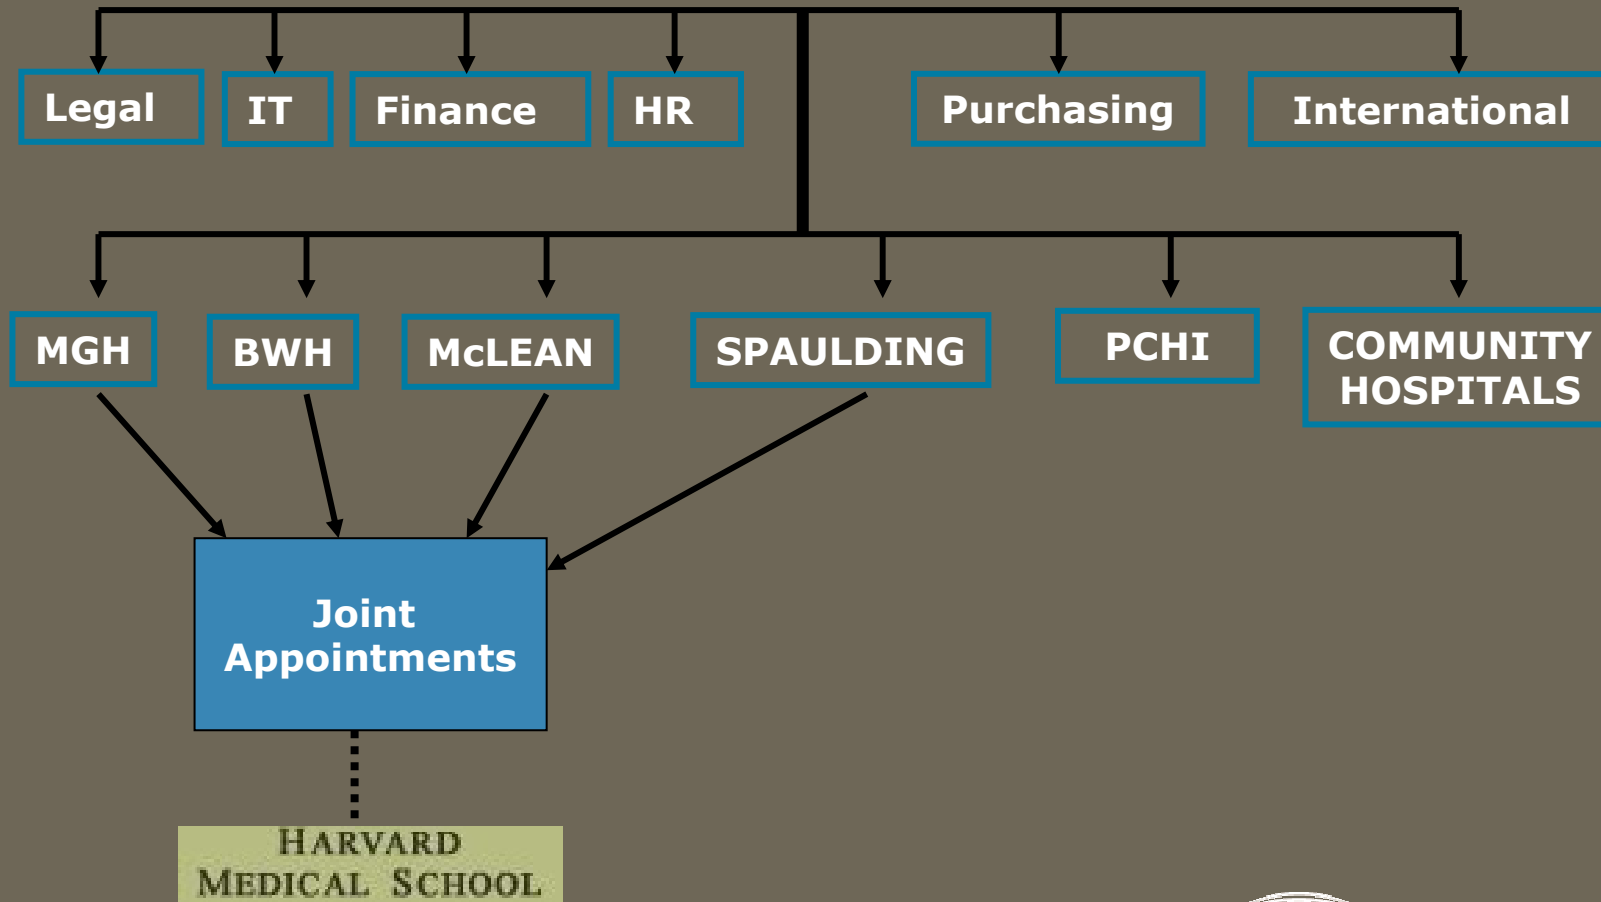 Legal
IT
Finance
HR
Purchasing
International
MGH
BWH
McLEAN
SPAULDING
PCHI
COMMUNITY
HOSPITALS
Joint
Appointments
HARVARD
MEDICAL SCHOOL